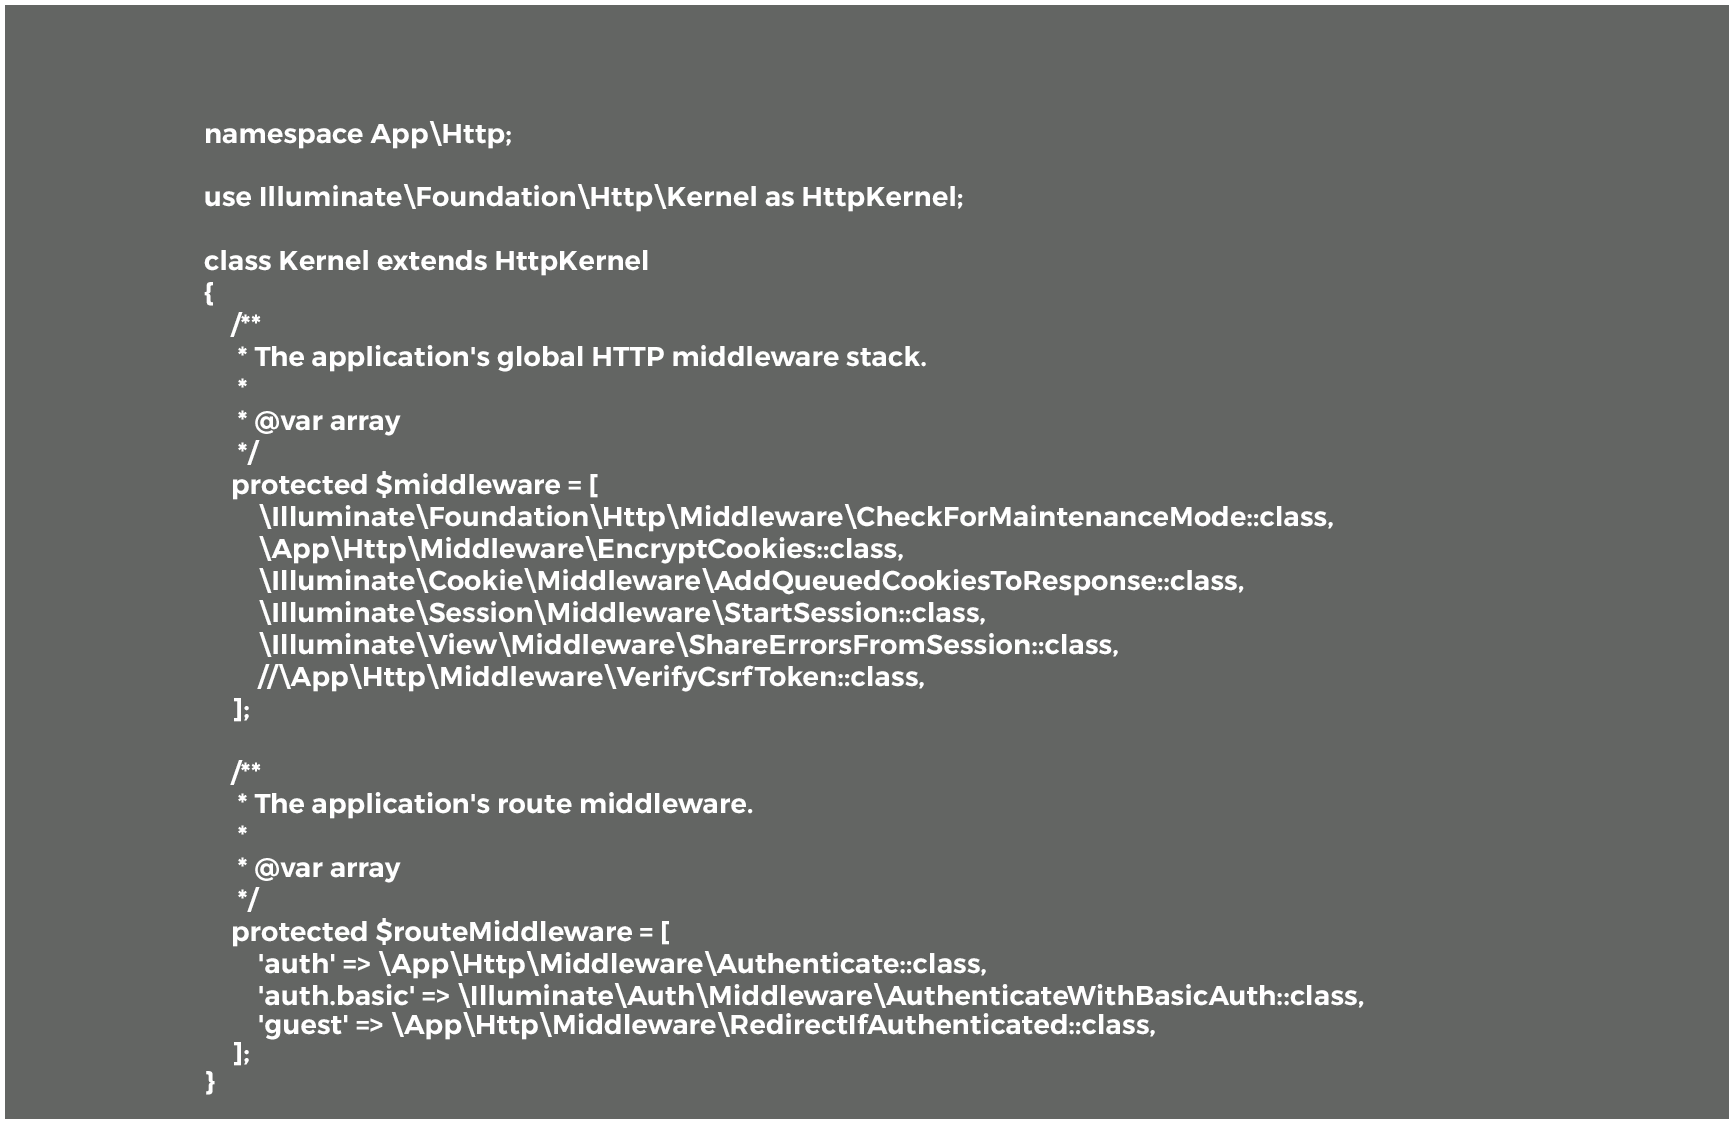 namespace App\Http;
use Illuminate\Foundation\Http\Kernel as HttpKernel;
class Kernel extends HttpKernel
{
/**
* The application's global HTTP middleware stack.
*
* @var array
*/
protected $middleware = [
\Illuminate\Foundation\Http\Middleware\CheckForMaintenanceMode::class,
\App\Http\Middleware\EncryptCookies::class,
\Illuminate\Cookie\Middleware\AddQueuedCookiesToResponse::class,
\Illuminate\Session\Middleware\StartSession::class,
\Illuminate\View\Middleware\ShareErrorsFromSession::class,
//\App\Http\Middleware\VerifyCsrfToken::class,
];
/**
* The application's route middleware.
*
* @var array
*/
protected $routeMiddleware = [
'auth' => \App\Http\Middleware\Authenticate::class,
'auth.basic' => \Illuminate\Auth\Middleware\AuthenticateWithBasicAuth::class,
'guest' => \App\Http\Middleware\RedirectIfAuthenticated::class,
];
}